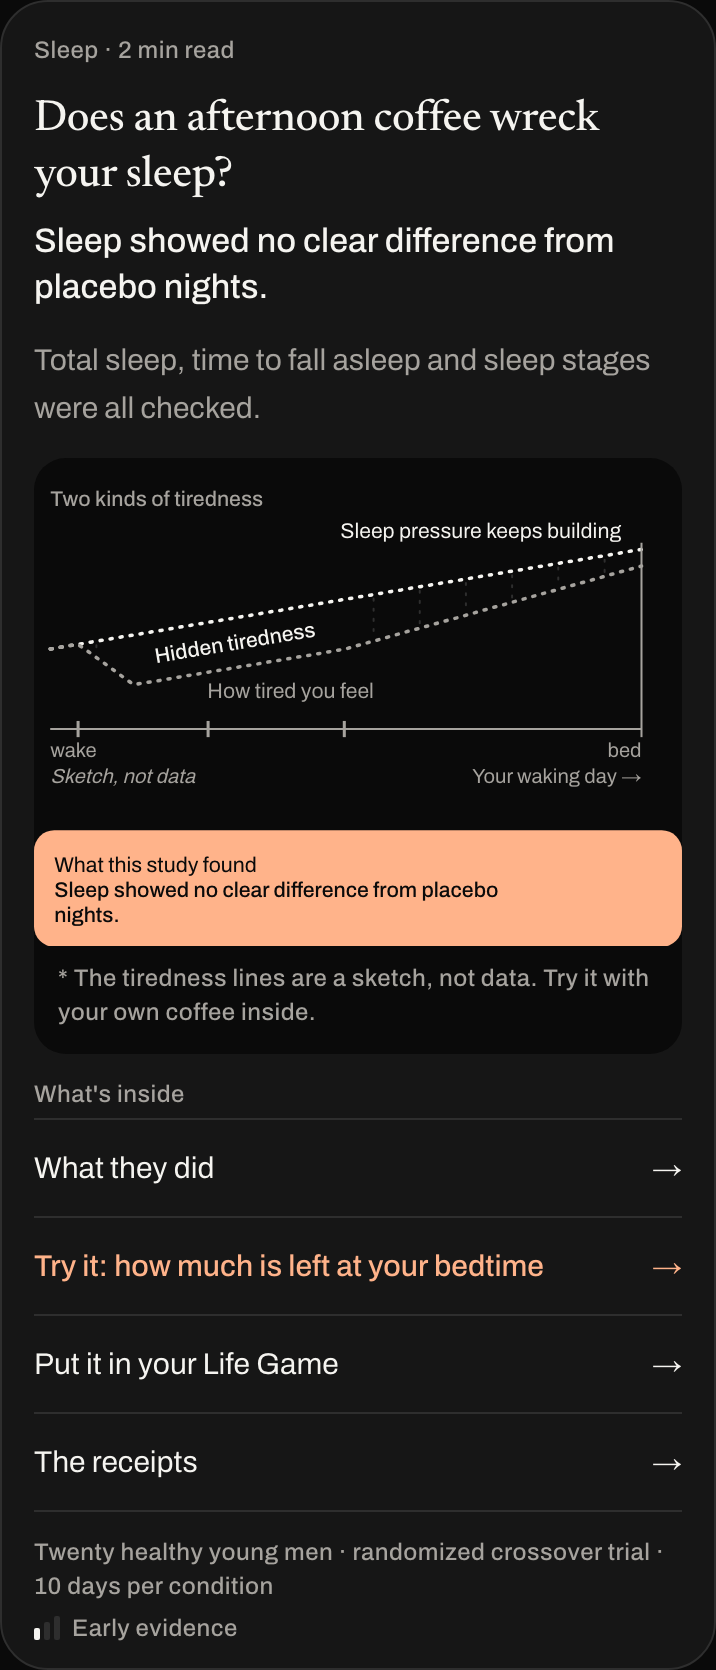 Sleep · 2 min read
Does an afternoon coffee wreck
your sleep?
Sleep showed no clear difference from
placebo nights.
Total sleep, time to fall asleep and sleep stages
were all checked.
Two kinds of tiredness
Sleep pressure keeps building
Hidden tiredness
How tired you feel
wake
bed
Sketch, not data
Your waking day →
What this study found
Sleep showed no clear difference from placebo
nights.
* The tiredness lines are a sketch, not data. Try it with
your own coffee inside.
What's inside
What they did →
Try it: how much is left at your bedtime →
Put it in your Life Game →
The receipts →
Twenty healthy young men · randomized crossover trial ·
10 days per condition
Early evidence